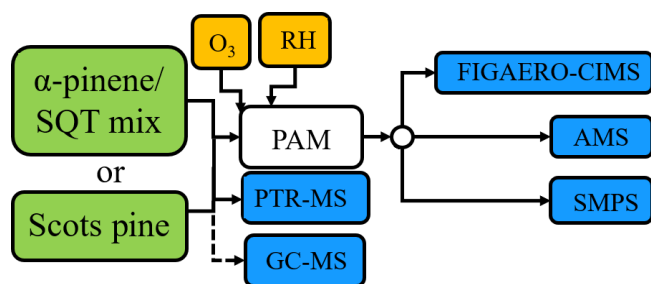 O₃
RH
α-pinene/
SQT mix
or
Scots pine
PAM
PTR-MS
GC-MS
FIGAERO-CIMS
AMS
SMPS